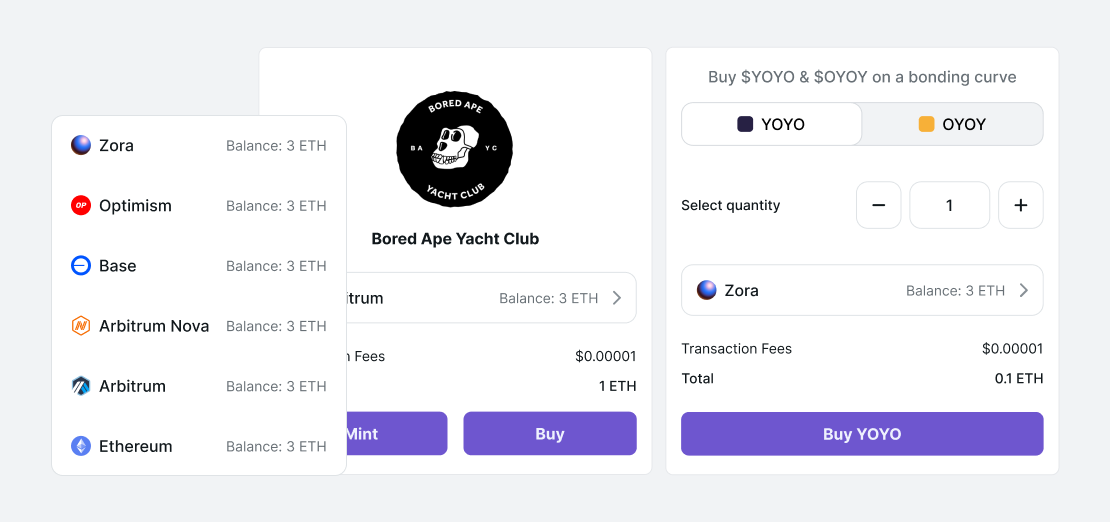 Zora Balance: 3 ETH
Optimism Balance: 3 ETH
Base Balance: 3 ETH
Arbitrum Nova Balance: 3 ETH
Arbitrum Balance: 3 ETH
Ethereum Balance: 3 ETH
BORED APE
BA YC
YACHT CLUB
Bored Ape Yacht Club
itrum Balance: 3 ETH
n Fees $0.00001
1 ETH
Mint Buy
Buy $YOYO & $OYOY on a bonding curve
YOYO OYOY
Select quantity − 1 +
Zora Balance: 3 ETH
Transaction Fees $0.00001
Total 0.1 ETH
Buy YOYO
OP